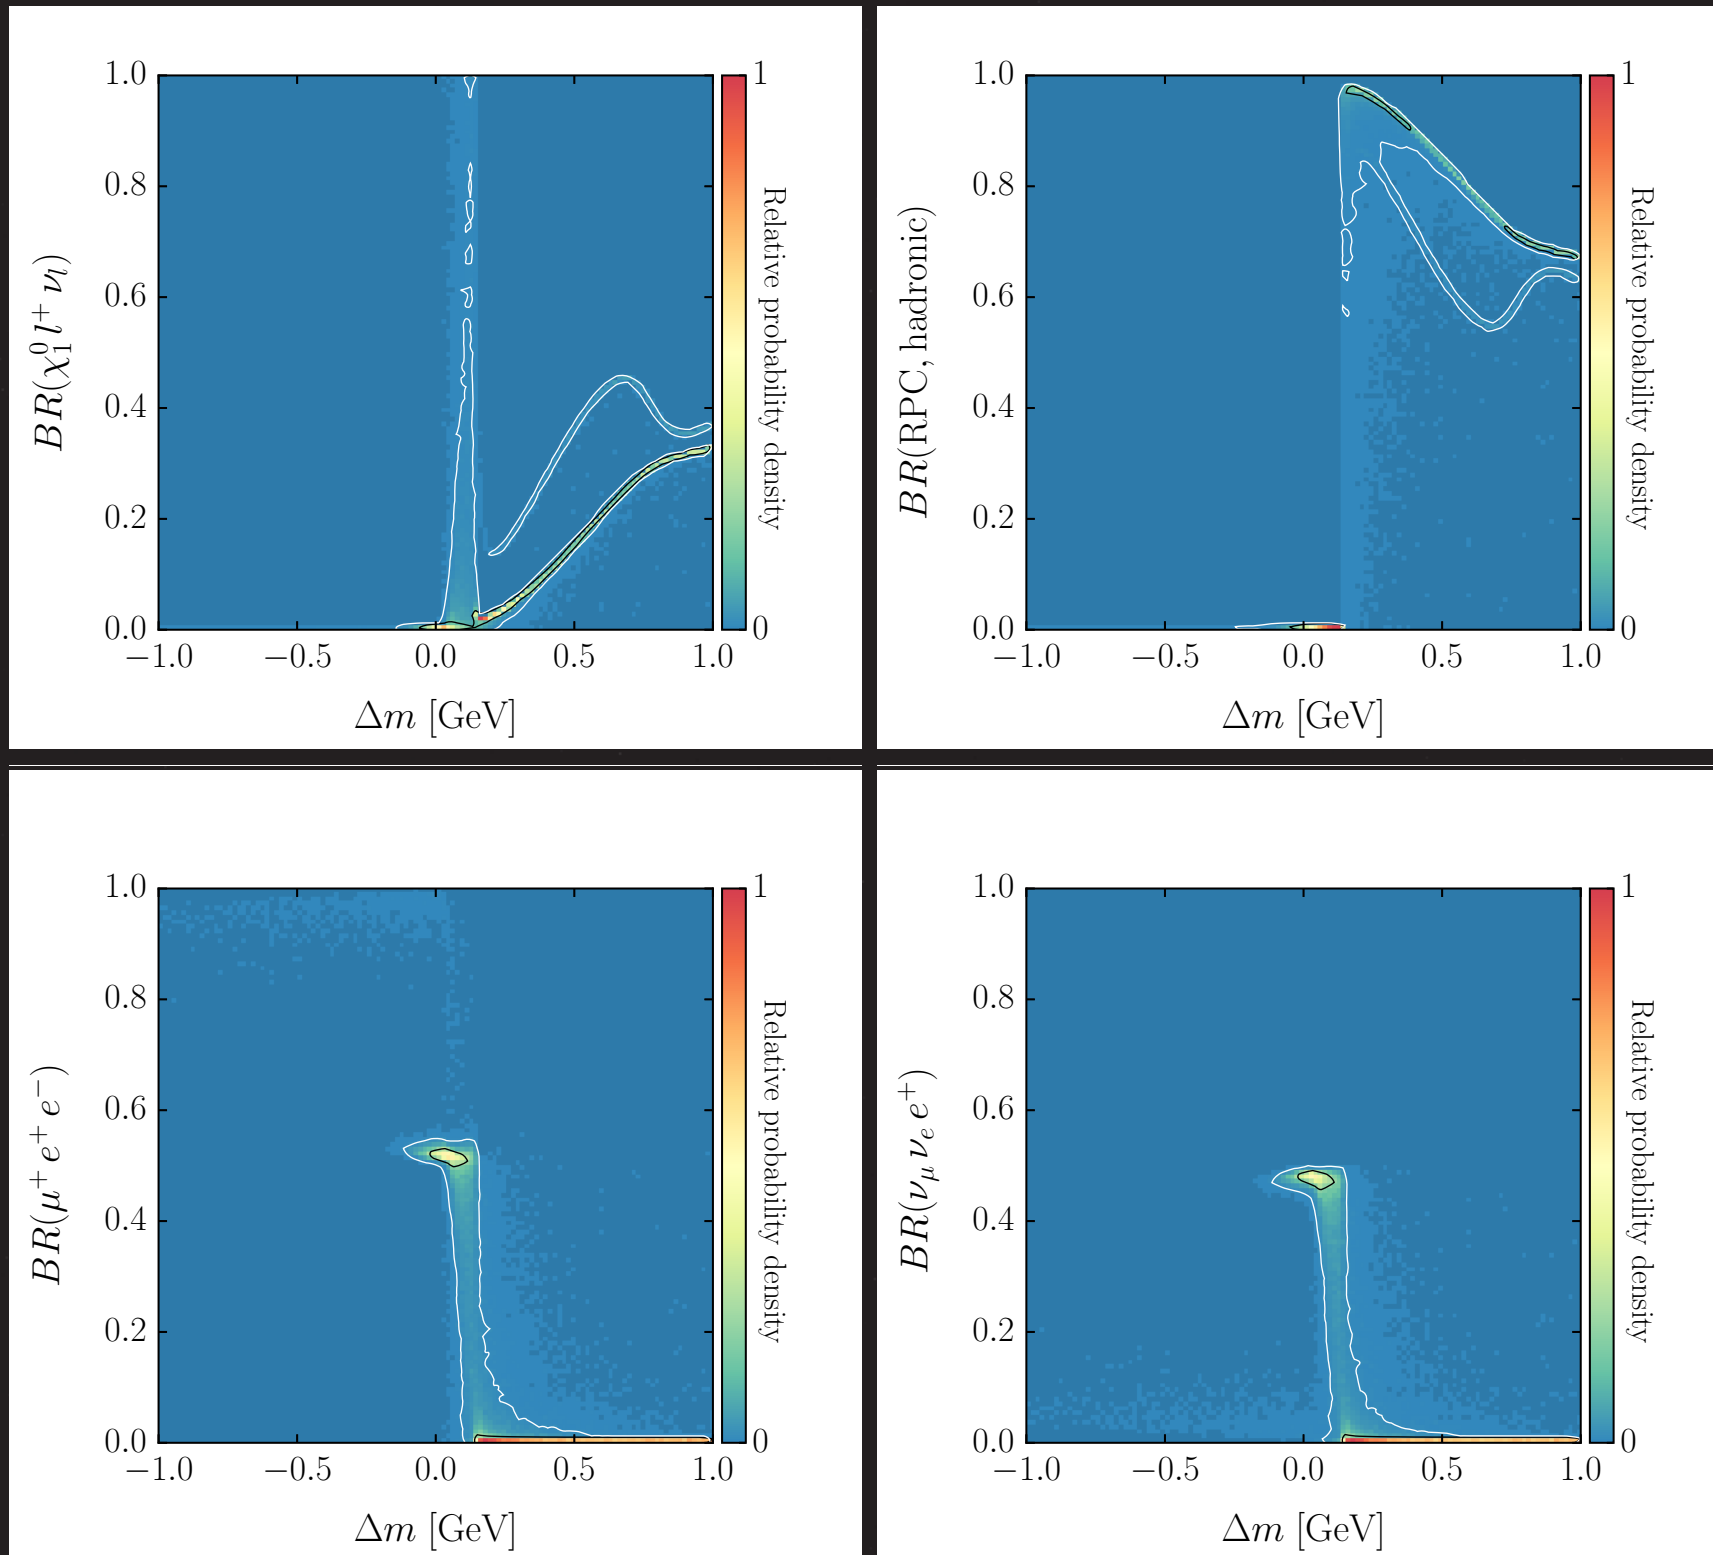 1.0
0.8
0.6
0.4
0.2
0.0
−1.0 −0.5 0.0 0.5 1.0
Δm [GeV]
BR(χ₁⁰ l⁺ ν_l)
1
0
Relative probability density
1.0
0.8
0.6
0.4
0.2
0.0
−1.0 −0.5 0.0 0.5 1.0
Δm [GeV]
BR(RPC, hadronic)
1
0
Relative probability density
1.0
0.8
0.6
0.4
0.2
0.0
−1.0 −0.5 0.0 0.5 1.0
Δm [GeV]
BR(μ⁺ e⁺ e⁻)
1
0
Relative probability density
1.0
0.8
0.6
0.4
0.2
0.0
−1.0 −0.5 0.0 0.5 1.0
Δm [GeV]
BR(ν_μ ν_e e⁺)
1
0
Relative probability density